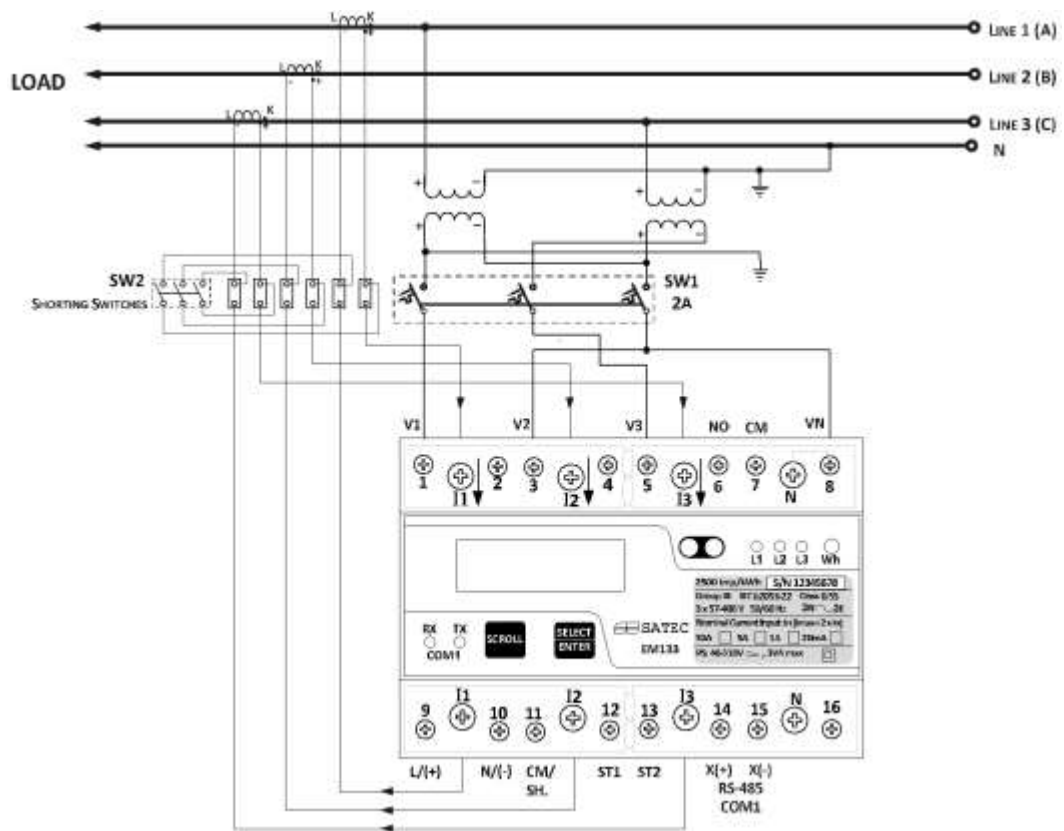 L K
LINE 1 (A)
L K
LOAD
LINE 2 (B)
L K
LINE 3 (C)
N
+ − + −
+ − + −
SW2
SHORTING SWITCHES
SW1
2A
V1 V2 V3 NO CM VN
1 2 3 4 5 6 7 8
I1 I2 I3 N
L1 L2 L3 Wh
S/N 12345678
RX TX
COM1
SCROLL
SELECT
ENTER
SATEC
EM133
I1 I2 I3 N
9 10 11 12 13 14 15 16
L/(+) N/(-) CM/ ST1 ST2 X(+) X(-)
SH. RS-485
COM1